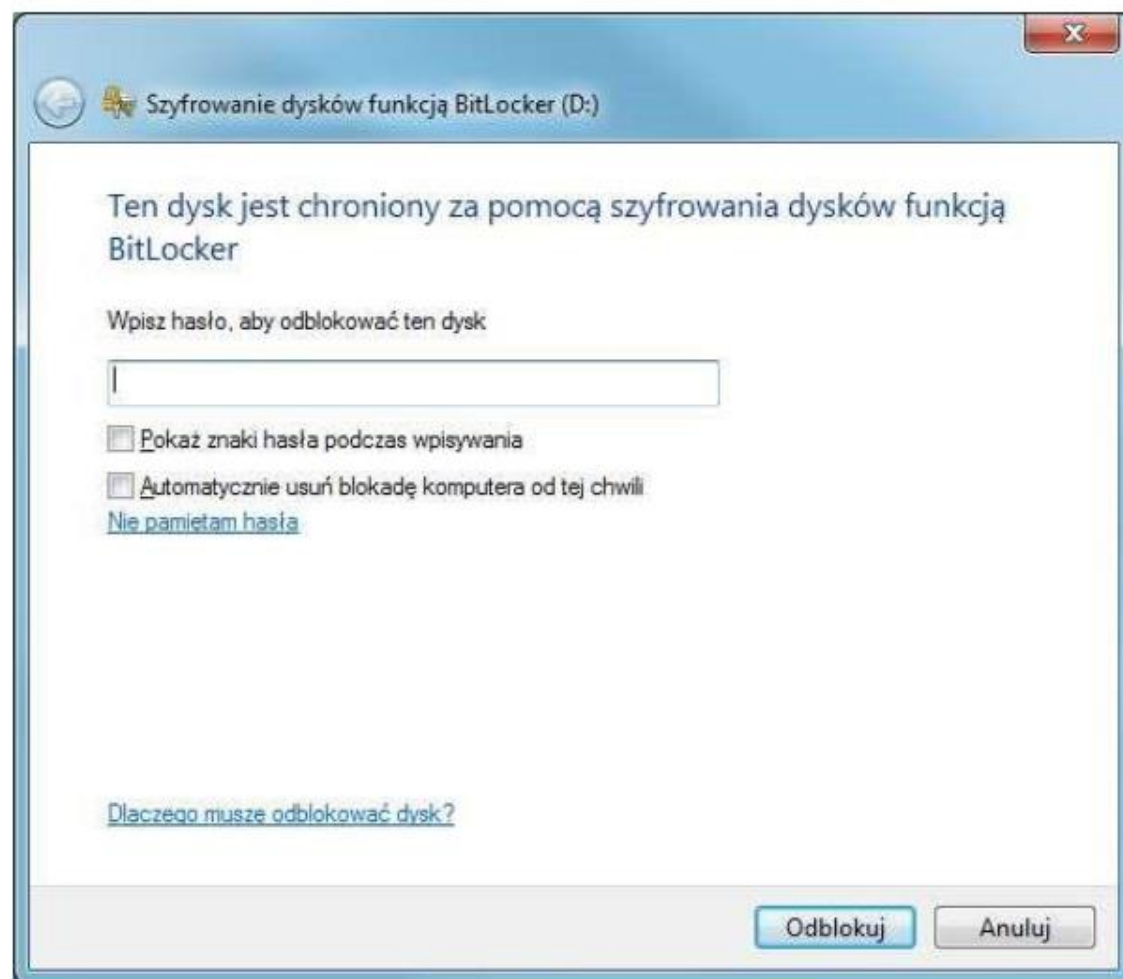 Szyfrowanie dysków funkcją BitLocker (D:)
Ten dysk jest chroniony za pomocą szyfrowania dysków funkcją
BitLocker
Wpisz hasło, aby odblokować ten dysk
Pokaż znaki hasła podczas wpisywania
Automatycznie usuń blokadę komputera od tej chwili
Nie pamiętam hasła
Dlaczego muszę odblokować dysk?
Odblokuj Anuluj